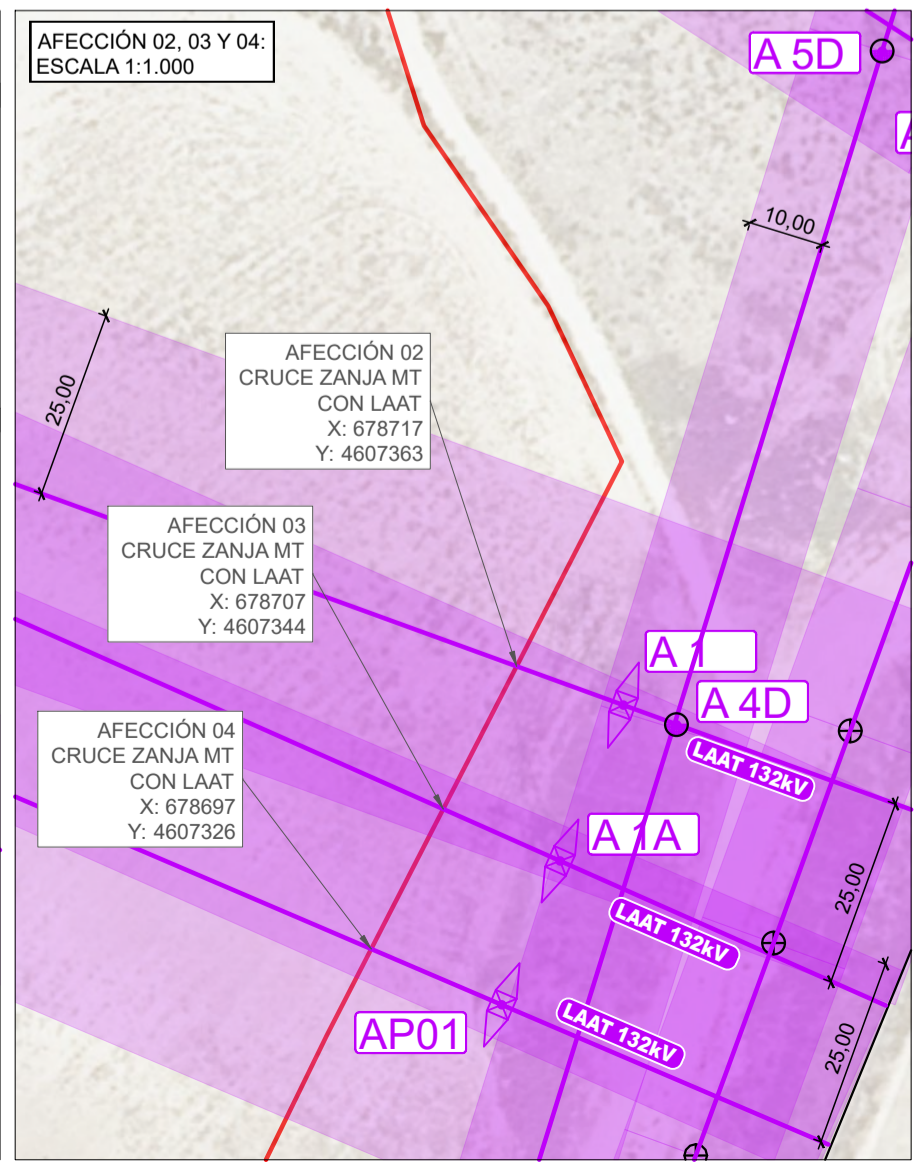 AFECCIÓN 02, 03 Y 04:
ESCALA 1:1.000
A 5D
10,00
25,00
AFECCIÓN 02
CRUCE ZANJA MT
CON LAAT
X: 678717
Y: 4607363
AFECCIÓN 03
CRUCE ZANJA MT
CON LAAT
X: 678707
Y: 4607344
A 1
A 4D
LAAT 132kV
AFECCIÓN 04
CRUCE ZANJA MT
CON LAAT
X: 678697
Y: 4607326
A 1A
25,00
LAAT 132kV
AP01
LAAT 132kV
25,00